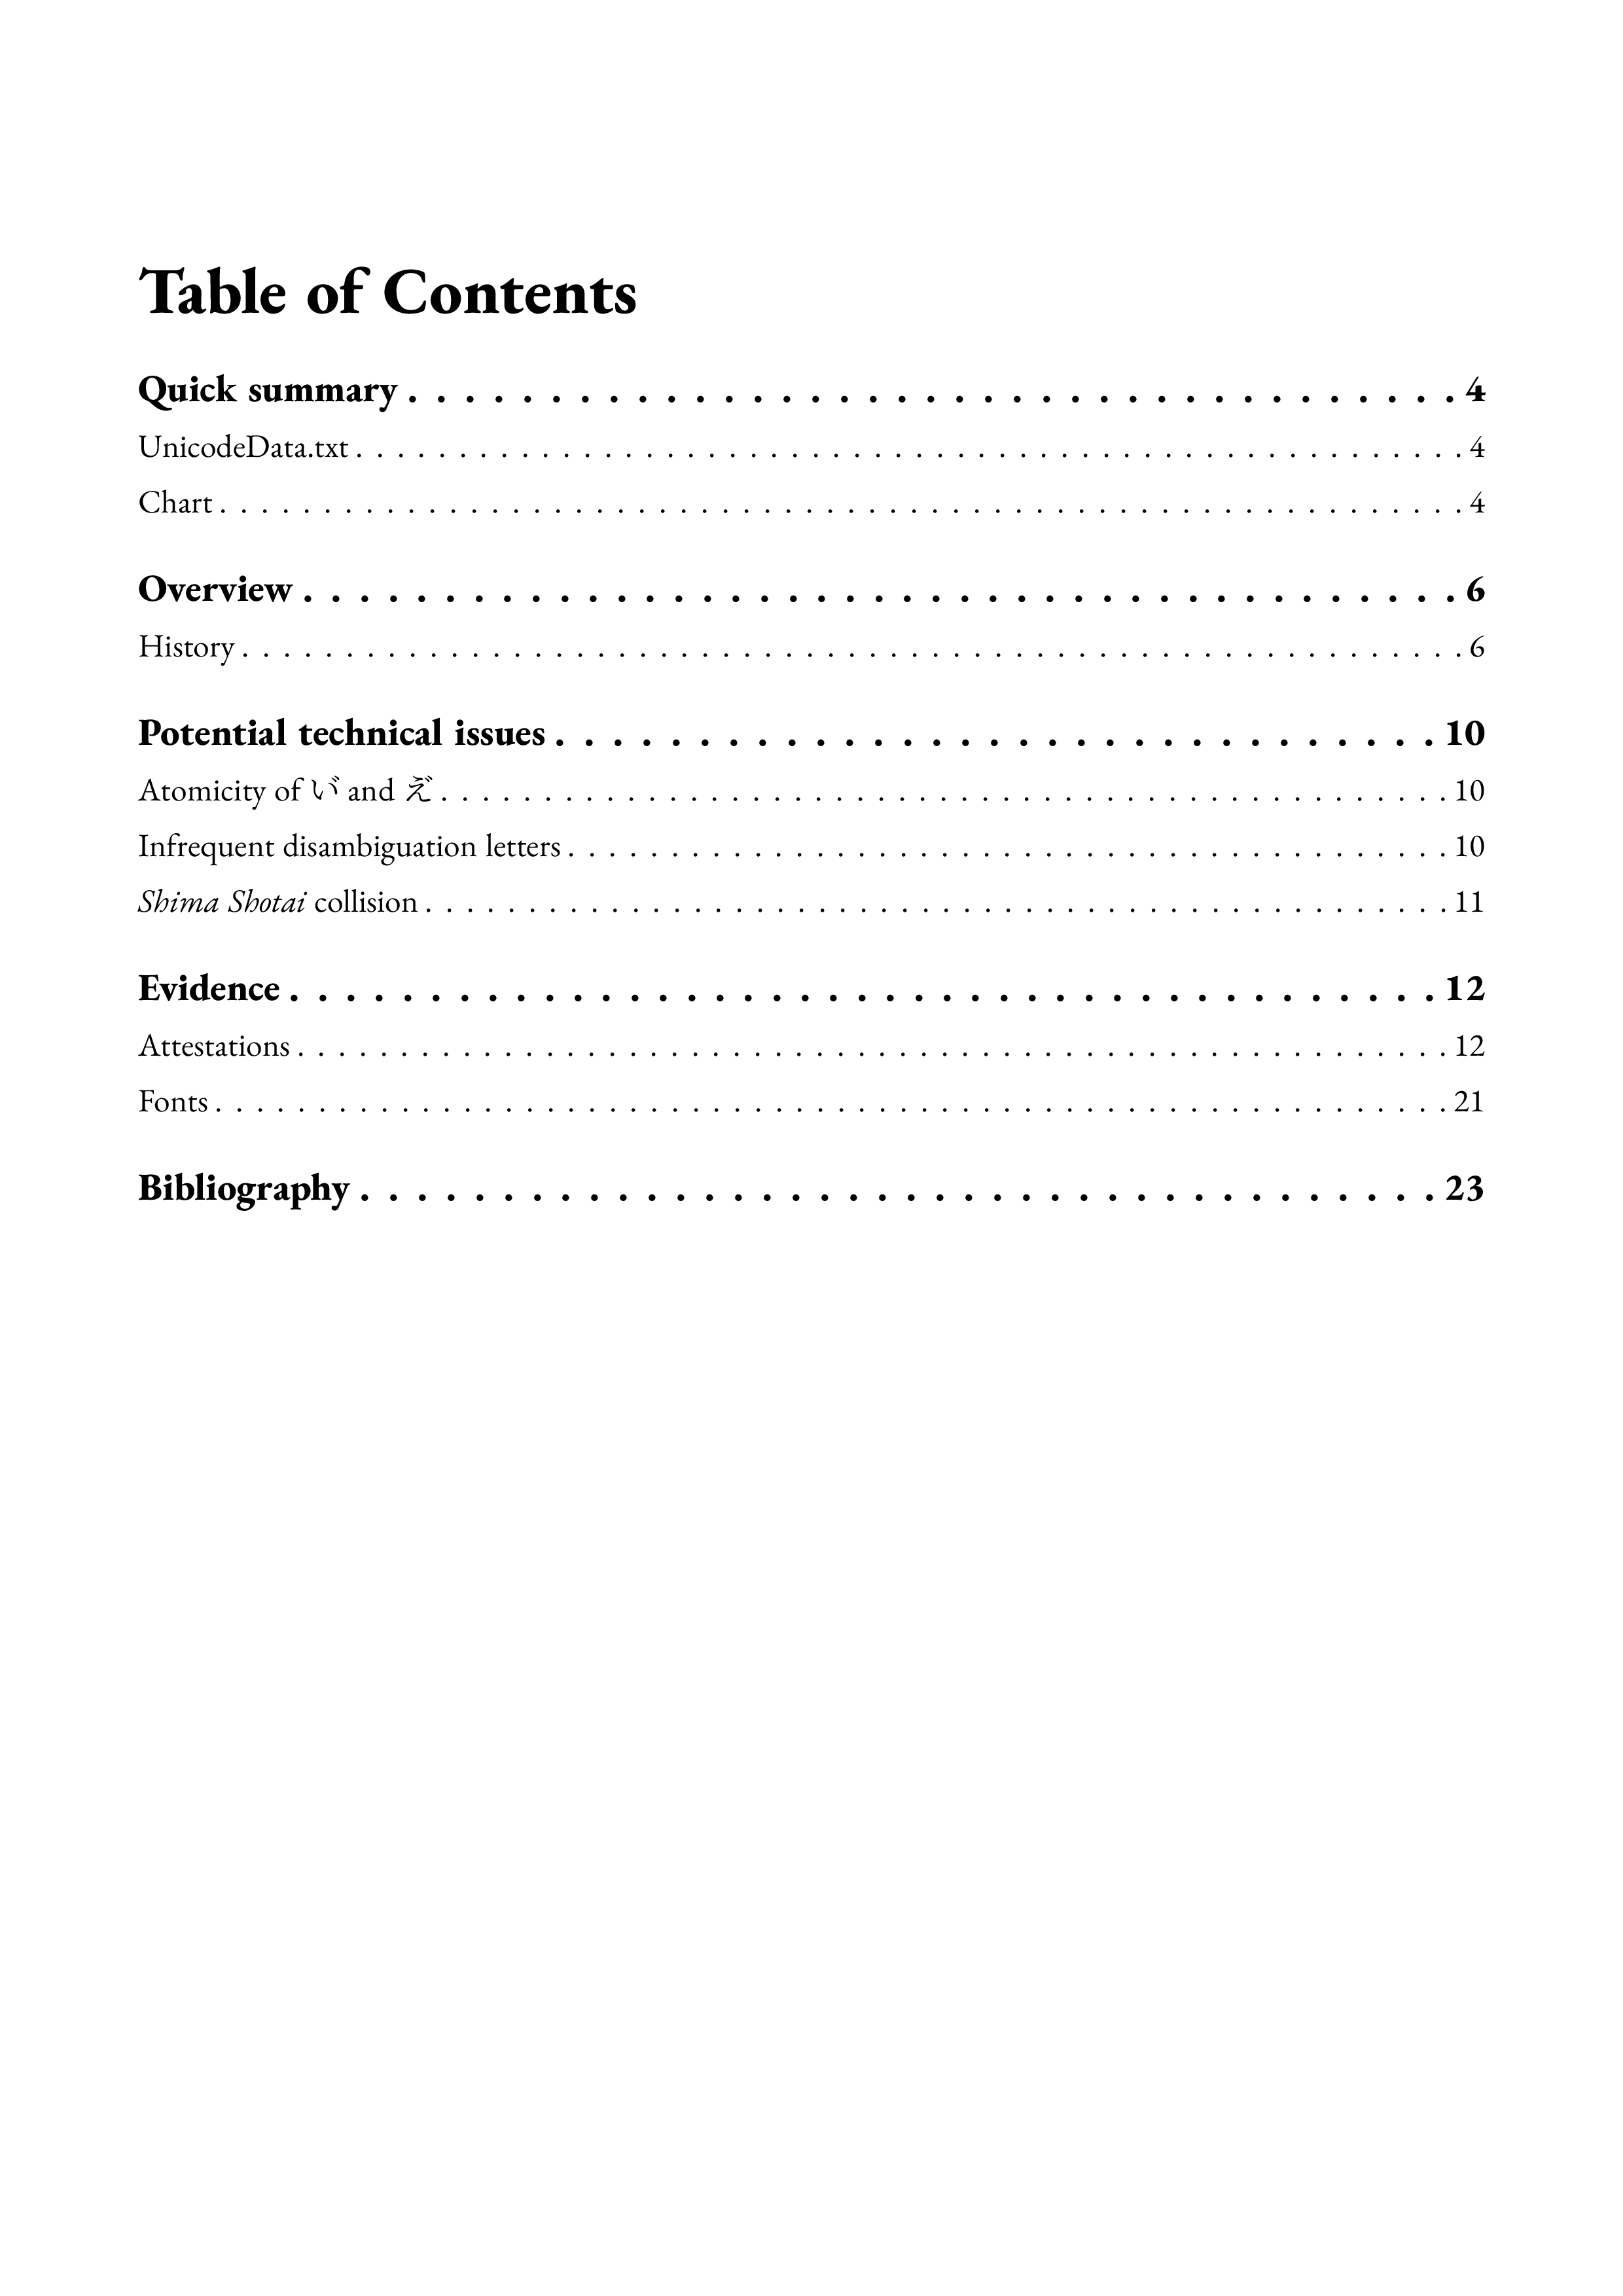 Table of Contents
Quick summary . . . . . . . . . . . . . . . . . . . . . . . . . . . . . . . . . . . . . 4
UnicodeData.txt . . . . . . . . . . . . . . . . . . . . . . . . . . . . . . . . . . . . . . . . . . . . . . . . . . . . . . 4
Chart . . . . . . . . . . . . . . . . . . . . . . . . . . . . . . . . . . . . . . . . . . . . . . . . . . . . . . . . . . . . 4
Overview . . . . . . . . . . . . . . . . . . . . . . . . . . . . . . . . . . . . . . . . . 6
History . . . . . . . . . . . . . . . . . . . . . . . . . . . . . . . . . . . . . . . . . . . . . . . . . . . . . . . . . . . 6
Potential technical issues . . . . . . . . . . . . . . . . . . . . . . . . . . . . . . . 10
Atomicity of い゙ and え゙ . . . . . . . . . . . . . . . . . . . . . . . . . . . . . . . . . . . . . . . . . . . . . . . . . 10
Infrequent disambiguation letters . . . . . . . . . . . . . . . . . . . . . . . . . . . . . . . . . . . . . . . . . . . 10
Shima Shotai collision . . . . . . . . . . . . . . . . . . . . . . . . . . . . . . . . . . . . . . . . . . . . . . . . . . 11
Evidence . . . . . . . . . . . . . . . . . . . . . . . . . . . . . . . . . . . . . . . . . 12
Attestations . . . . . . . . . . . . . . . . . . . . . . . . . . . . . . . . . . . . . . . . . . . . . . . . . . . . . . . . 12
Fonts . . . . . . . . . . . . . . . . . . . . . . . . . . . . . . . . . . . . . . . . . . . . . . . . . . . . . . . . . . . . 21
Bibliography . . . . . . . . . . . . . . . . . . . . . . . . . . . . . . . . . . . . . . 23